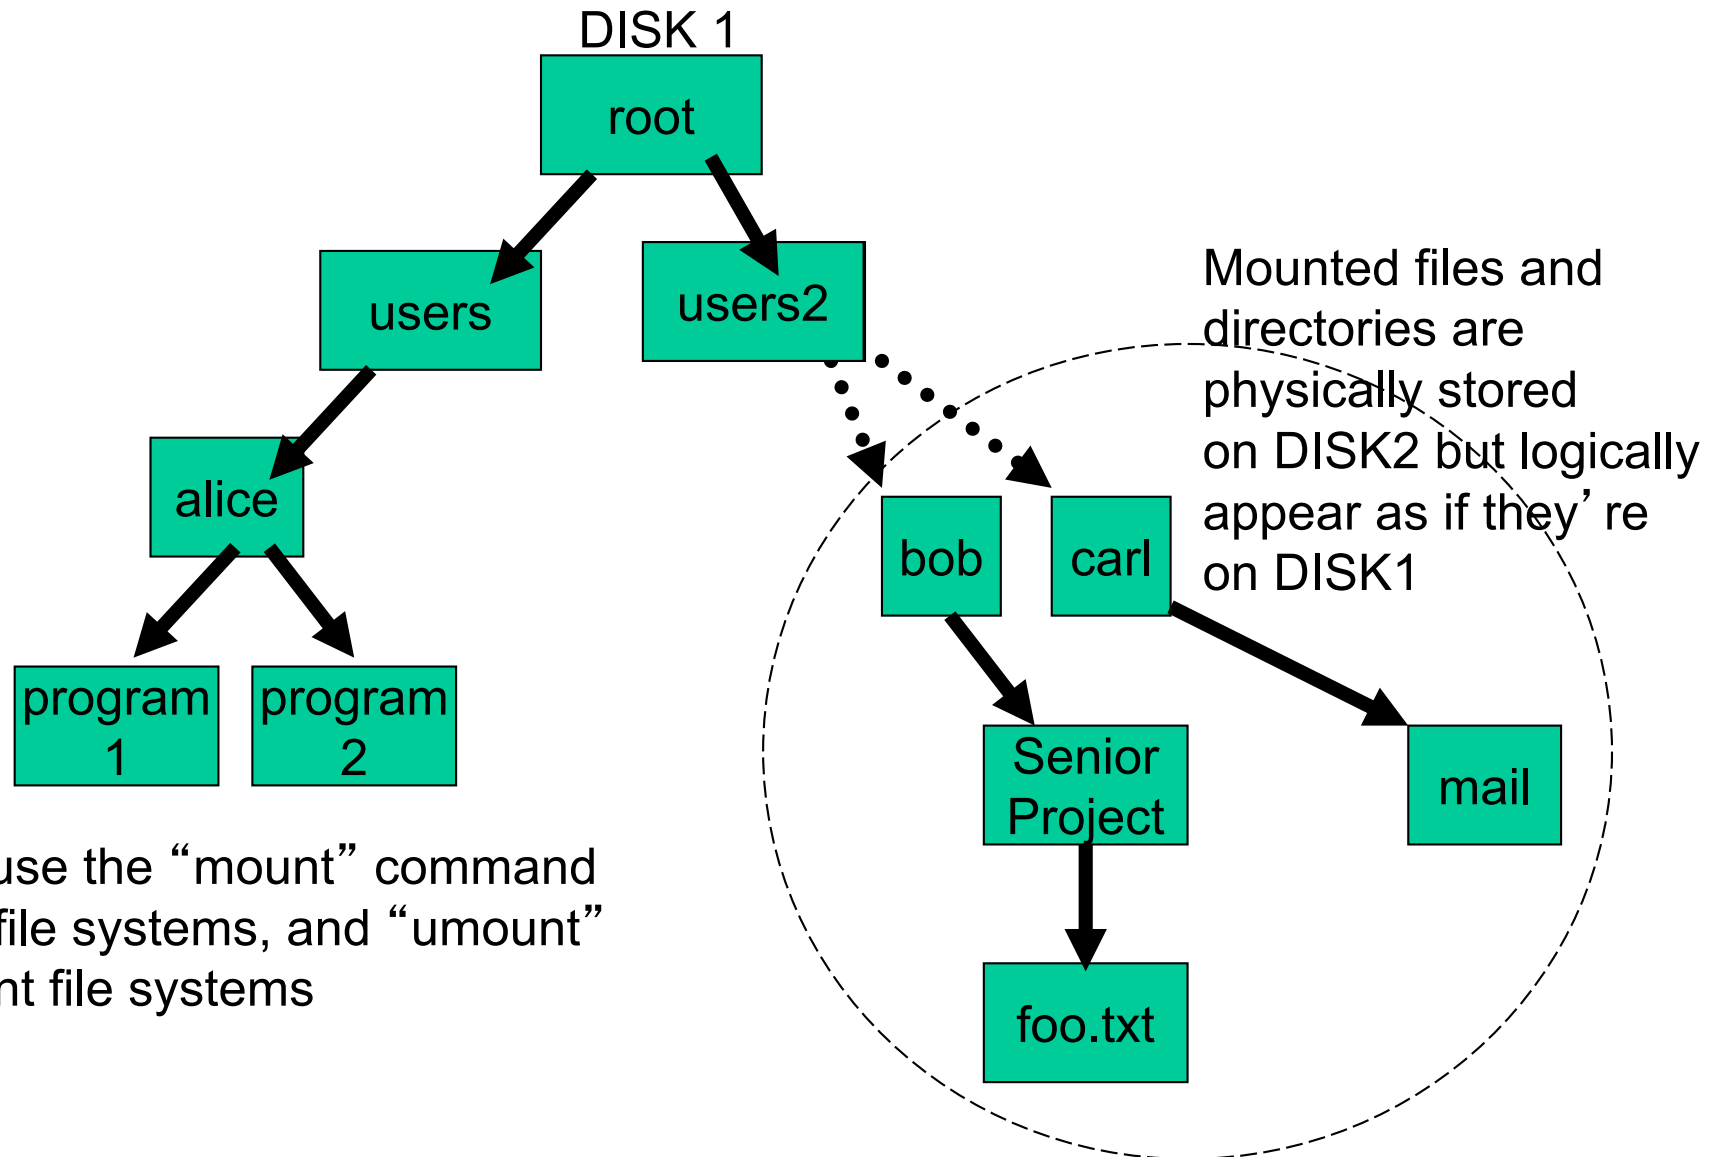 DISK 1
root
users
users2
Mounted files and
directories are
physically stored
on DISK2 but logically
appear as if they’ re
on DISK1
alice
bob
carl
program
1
program
2
Senior
Project
mail
use the “mount” command
file systems, and “umount”
nt file systems
foo.txt